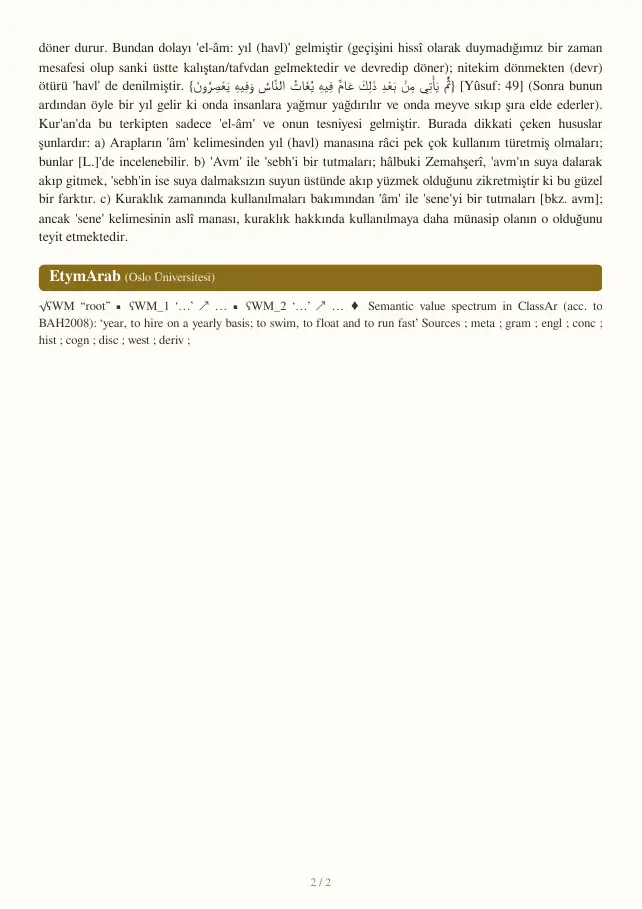 döner durur. Bundan dolayı 'el-âm: yıl (havl)' gelmiştir (geçişini hissî olarak duymadığımız bir zaman
mesafesi olup sanki üstte kalıştan/tafvdan gelmektedir ve devredip döner); nitekim dönmekten (devr)
ötürü 'havl' de denilmiştir. {ثُمَّ يَأْتِي مِنْ بَعْدِ ذَلِكَ عَامٌ فِيهِ يُغَاثُ النَّاسُ وَفِيهِ يَعْصِرُونَ} [Yûsuf: 49] (Sonra bunun
ardından öyle bir yıl gelir ki onda insanlara yağmur yağdırılır ve onda meyve sıkıp şıra elde ederler).
Kur'an'da bu terkipten sadece 'el-âm' ve onun tesniyesi gelmiştir. Burada dikkati çeken hususlar
şunlardır: a) Arapların 'âm' kelimesinden yıl (havl) manasına râci pek çok kullanım türetmiş olmaları;
bunlar [L.]'de incelenebilir. b) 'Avm' ile 'sebh'i bir tutmaları; hâlbuki Zemahşerî, 'avm'ın suya dalarak
akıp gitmek, 'sebh'in ise suya dalmaksızın suyun üstünde akıp yüzmek olduğunu zikretmiştir ki bu güzel
bir farktır. c) Kuraklık zamanında kullanılmaları bakımından 'âm' ile 'sene'yi bir tutmaları [bkz. avm];
ancak 'sene' kelimesinin aslî manası, kuraklık hakkında kullanılmaya daha münasip olanın o olduğunu
teyit etmektedir.
EtymArab (Oslo Üniversitesi)
√ʕWM “root” ▪ ʕWM_1 ‘…’ ↗ … ▪ ʕWM_2 ‘…’ ↗ … ♦ Semantic value spectrum in ClassAr (acc. to
BAH2008): ‘year, to hire on a yearly basis; to swim, to float and to run fast’ Sources ; meta ; gram ; engl ; conc ;
hist ; cogn ; disc ; west ; deriv ;
2 / 2